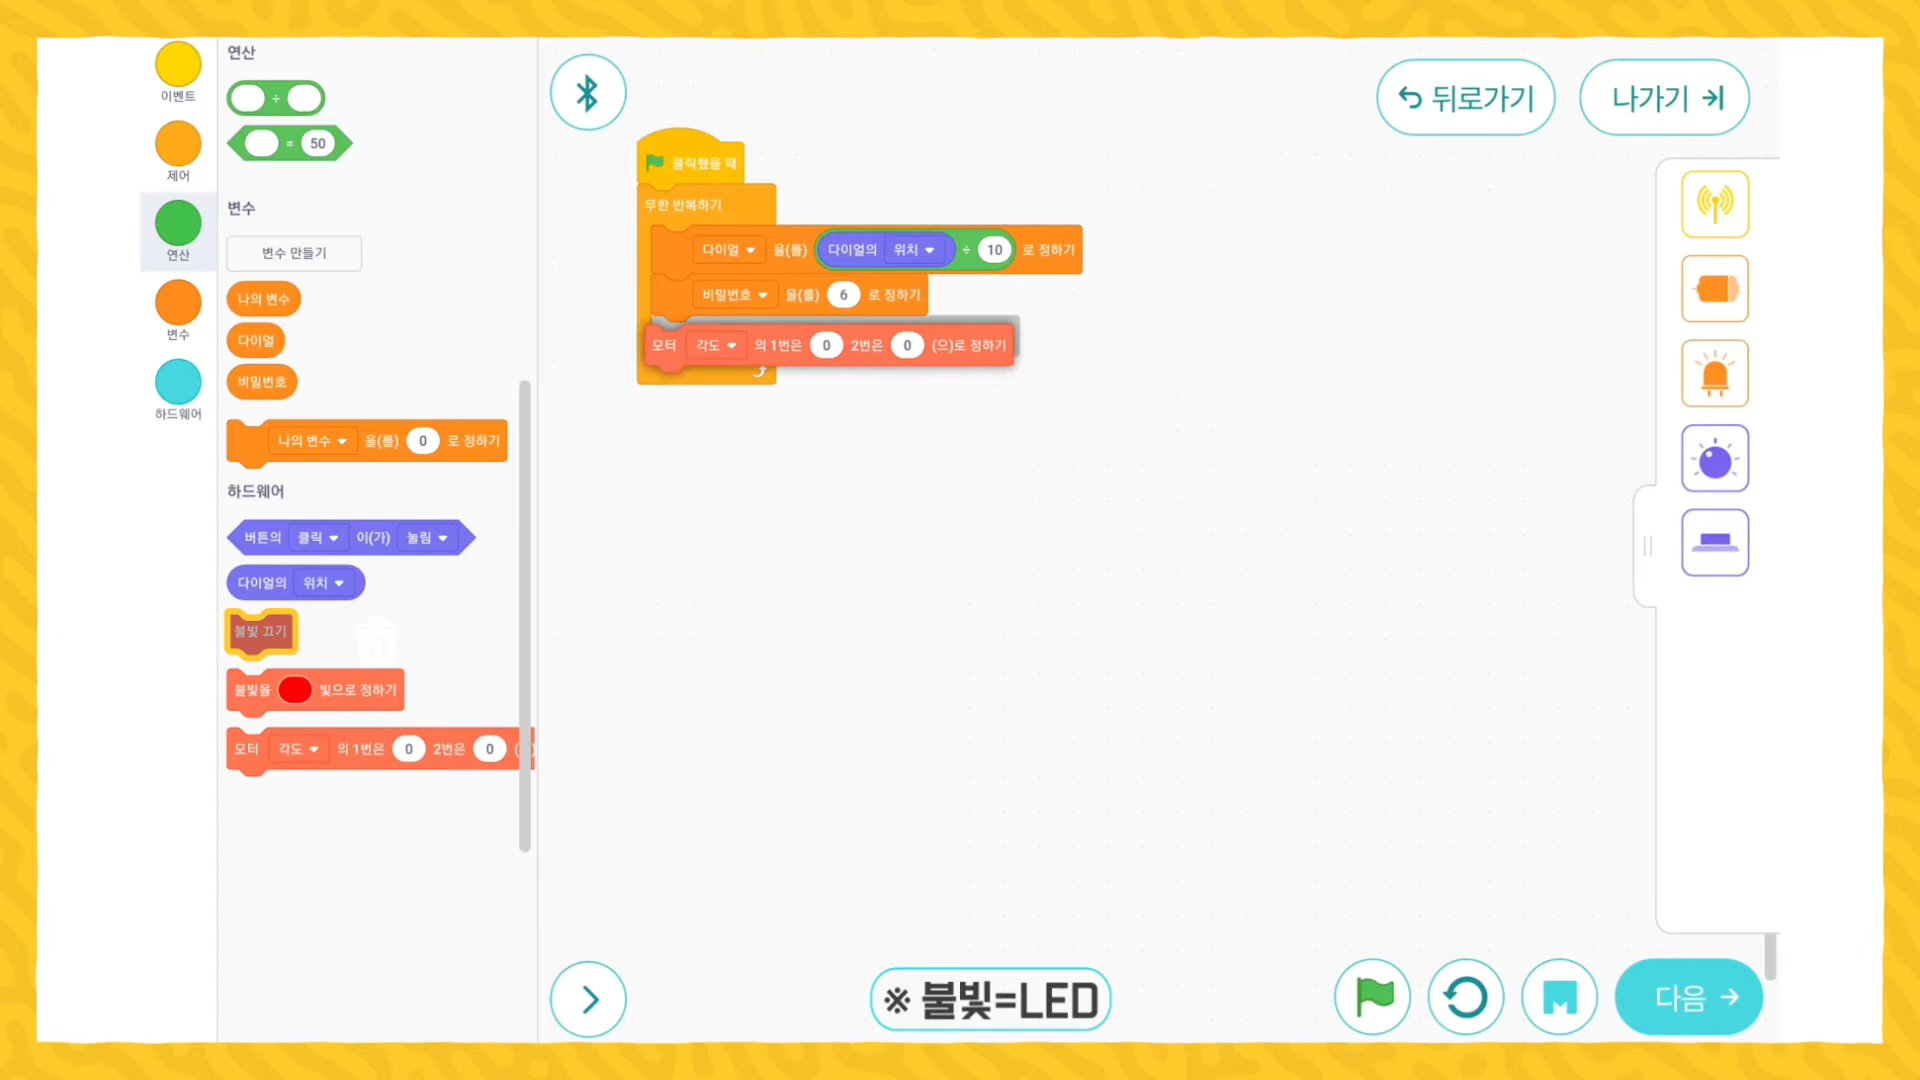 이벤트
제어
연산
변수
하드웨어
연산
÷
= 50
변수
변수 만들기
나의 변수
다이얼
비밀번호
나의 변수 을(를) 0 로 정하기
하드웨어
버튼의 클릭 이(가) 눌림
다이얼의 위치
불빛 끄기
불빛을 빛으로 정하기
모터 각도 의 1번은 0 2번은 0 (
클릭했을 때
무한 반복하기
다이얼 을(를) 다이얼의 위치 ÷ 10 로 정하기
비밀번호 을(를) 6 로 정하기
모터 각도 의 1번은 0 2번은 0 (으)로 정하기
뒤로가기
나가기
※ 불빛=LED
다음